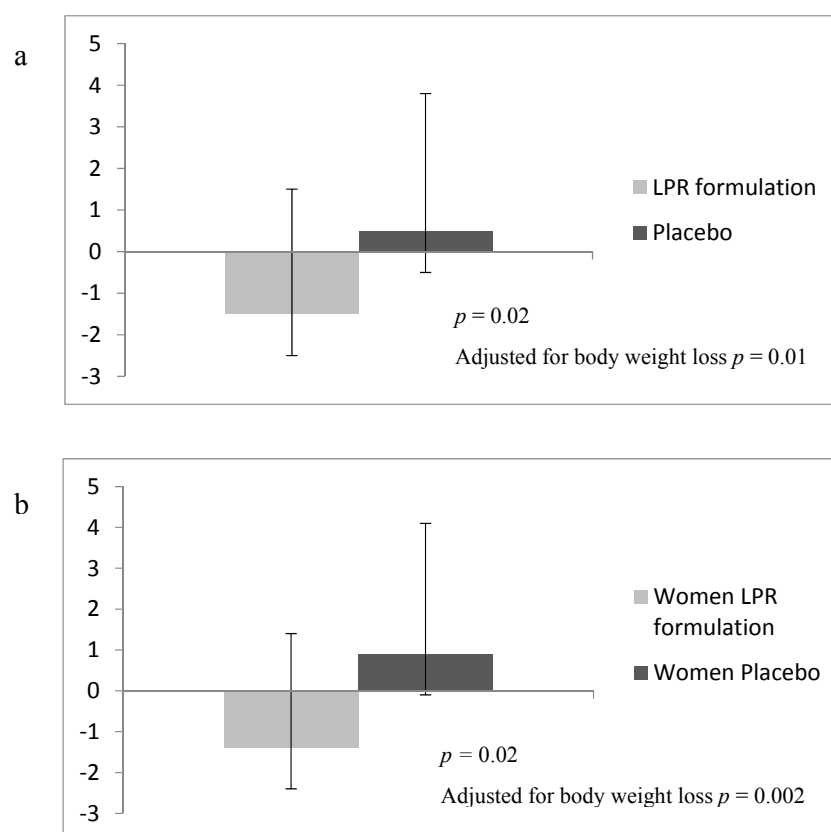 a
5
4
3
2
1
0
-1
-2
-3
LPR formulation
Placebo
p = 0.02
Adjusted for body weight loss p = 0.01
b
5
4
3
2
1
0
-1
-2
-3
Women LPR
formulation
Women Placebo
p = 0.02
Adjusted for body weight loss p = 0.002